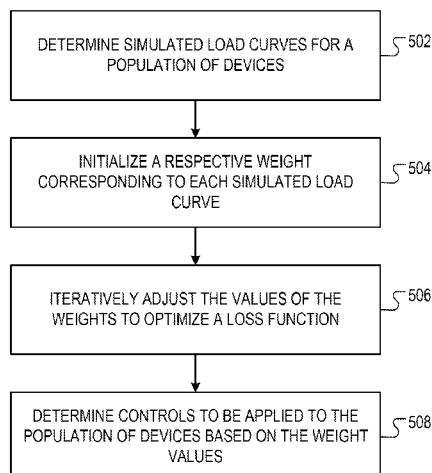 DETERMINE SIMULATED LOAD CURVES FOR A
POPULATION OF DEVICES
502
INITIALIZE A RESPECTIVE WEIGHT
CORRESPONDING TO EACH SIMULATED LOAD
CURVE
504
ITERATIVELY ADJUST THE VALUES OF THE
WEIGHTS TO OPTIMIZE A LOSS FUNCTION
506
DETERMINE CONTROLS TO BE APPLIED TO THE
POPULATION OF DEVICES BASED ON THE WEIGHT
VALUES
508